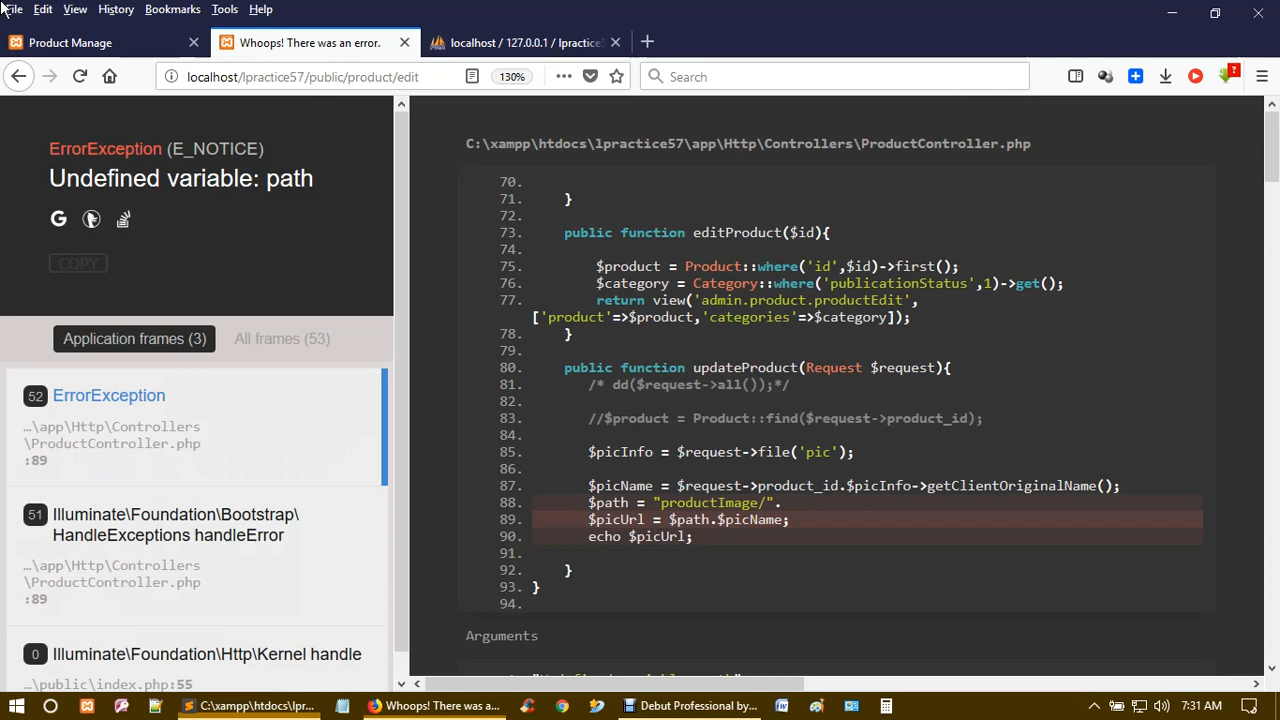 File Edit View History Bookmarks Tools Help
Product Manage
Whoops! There was an error.
localhost / 127.0.0.1 / lpractice5
localhost/lpractice57/public/product/edit
130%
Search
ErrorException (E_NOTICE)
Undefined variable: path
COPY
Application frames (3) All frames (53)
52 ErrorException
…\app\Http\Controllers
\ProductController.php
:89
51 Illuminate\Foundation\Bootstrap\
HandleExceptions handleError
…\app\Http\Controllers
\ProductController.php
:89
0 Illuminate\Foundation\Http\Kernel handle
…\public\index.php:55
C:\xampp\htdocs\lpractice57\app\Http\Controllers\ProductController.php
70.
71. }
72.
73. public function editProduct($id){
74.
75. $product = Product::where('id',$id)->first();
76. $category = Category::where('publicationStatus',1)->get();
77. return view('admin.product.productEdit',
['product'=>$product,'categories'=>$category]);
78. }
79.
80. public function updateProduct(Request $request){
81. /* dd($request->all());*/
82.
83. //$product = Product::find($request->product_id);
84.
85. $picInfo = $request->file('pic');
86.
87. $picName = $request->product_id.$picInfo->getClientOriginalName();
88. $path = "productImage/".
89. $picUrl = $path.$picName;
90. echo $picUrl;
91.
92. }
93. }
94.
Arguments
C:\xampp\htdocs\lpr...
Whoops! There was a...
Debut Professional by...
7:31 AM